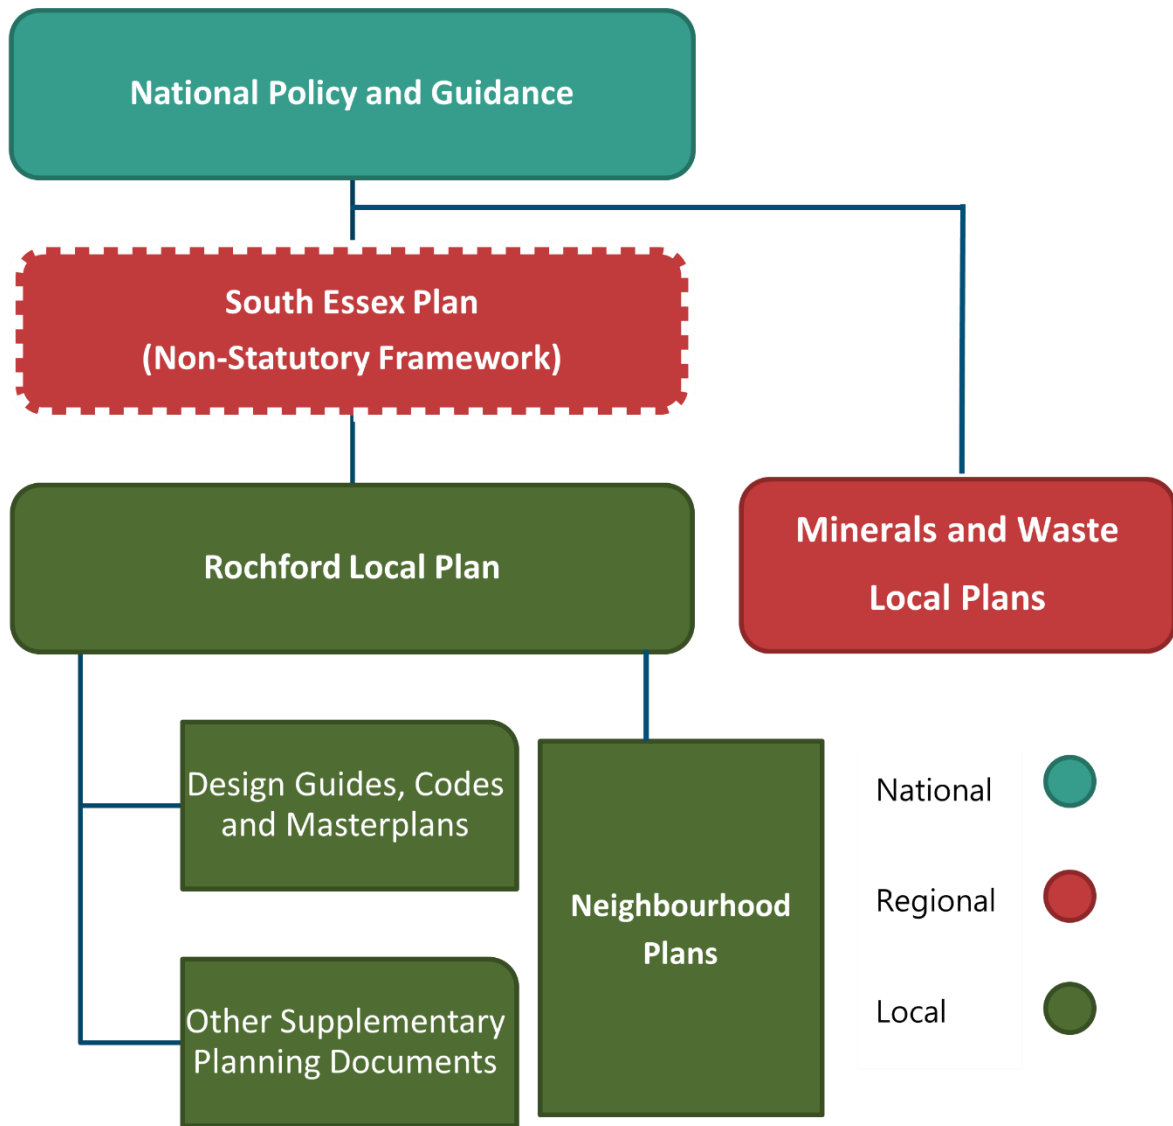 National Policy and Guidance
South Essex Plan
(Non-Statutory Framework)
Rochford Local Plan
Minerals and Waste
Local Plans
Design Guides, Codes
and Masterplans
Neighbourhood
Plans
Other Supplementary
Planning Documents
National
Regional
Local